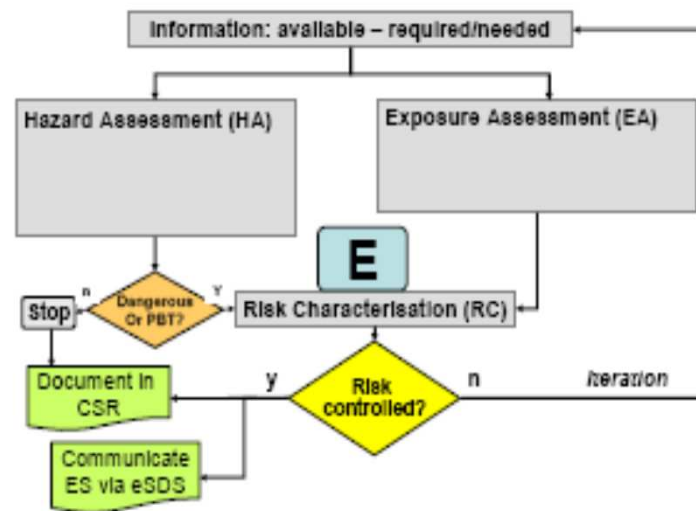 Information: available – required/needed
Hazard Assessment (HA)
Exposure Assessment (EA)
E
n
Dangerous
Or PBT?
Y
Stop
Risk Characterisation (RC)
Document in
CSR
y
Risk
controlled?
n
iteration
Communicate
ES via eSDS